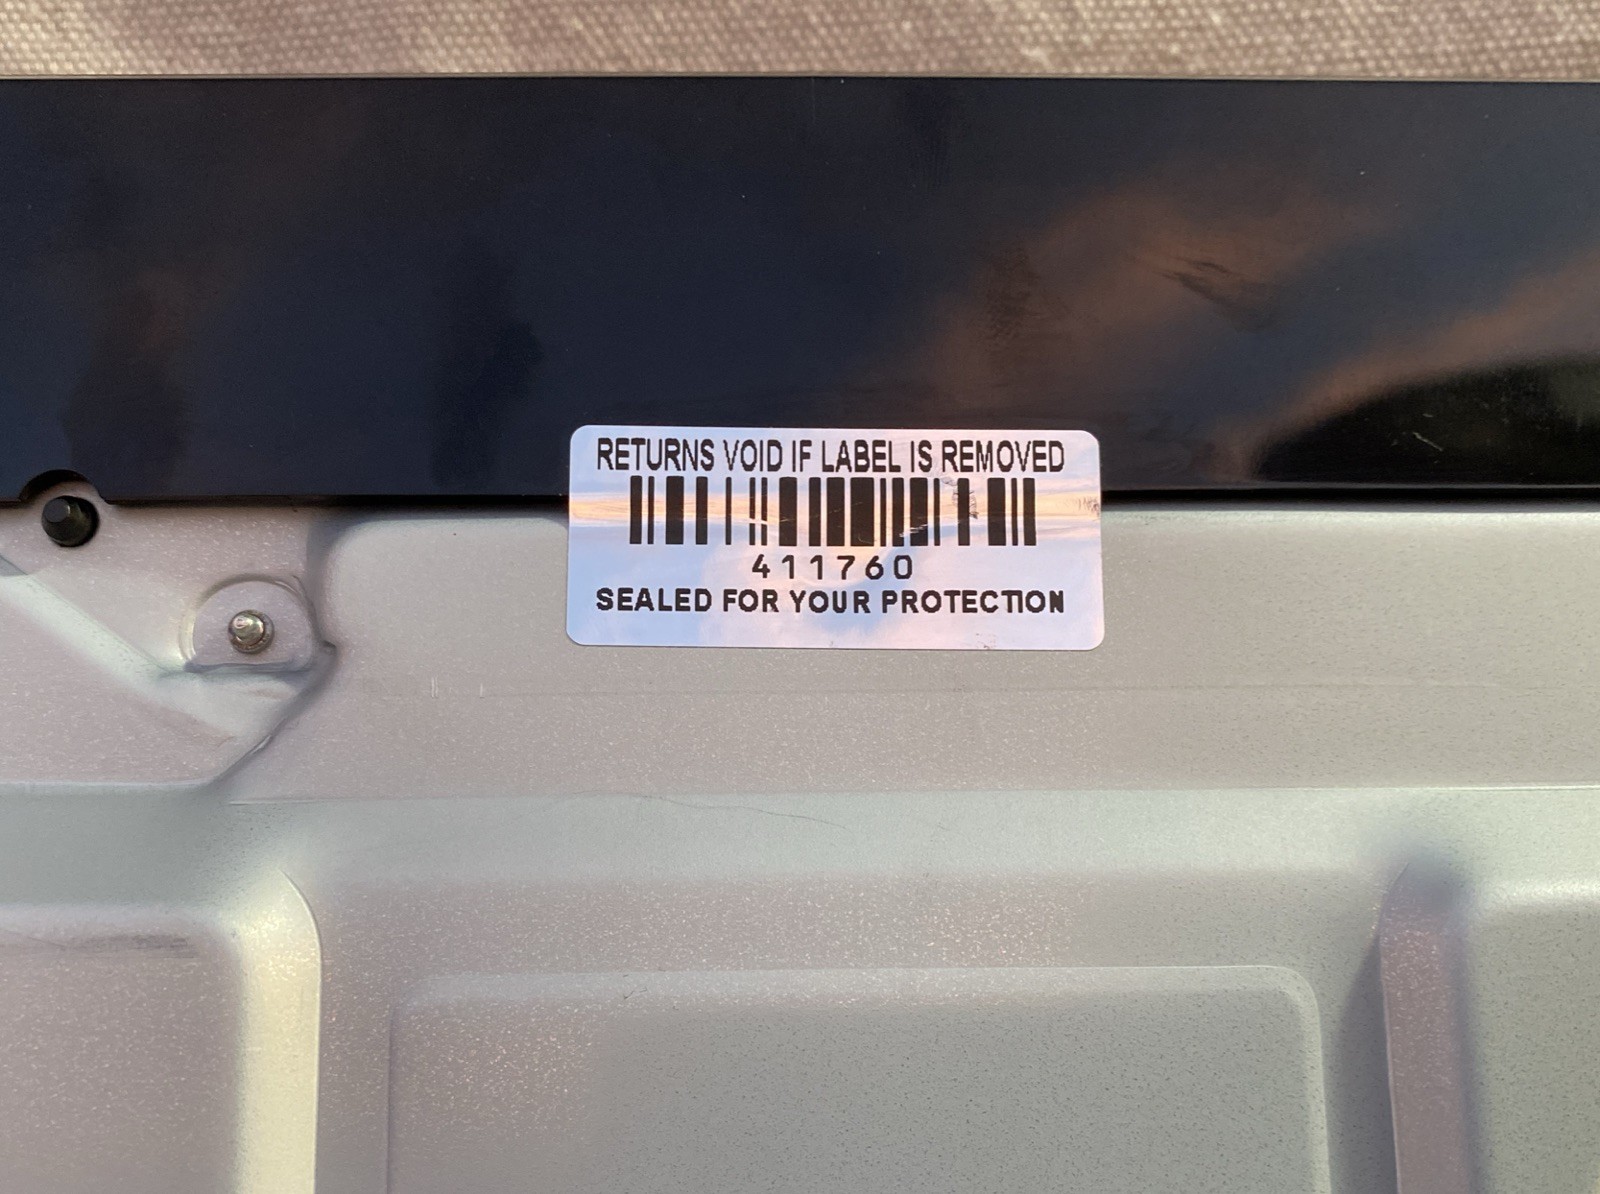 RETURNS VOID IF LABEL IS REMOVED
411760
SEALED FOR YOUR PROTECTION